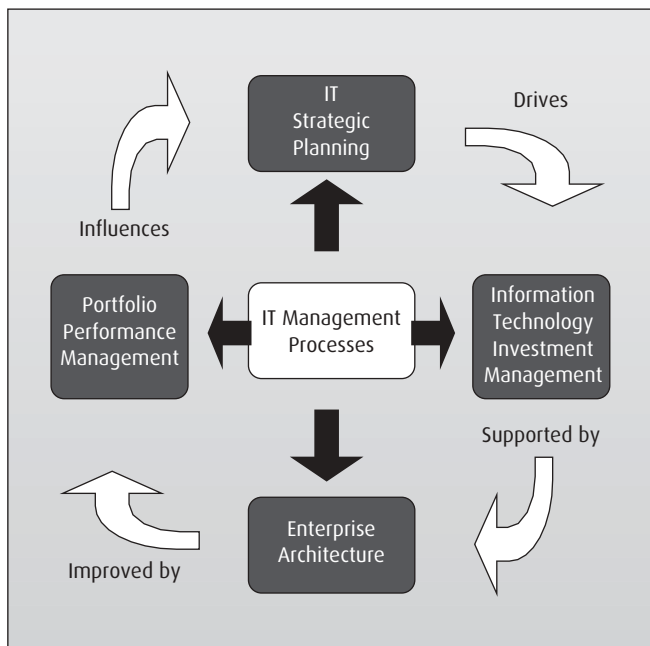 IT
Strategic
Planning
Drives
Influences
Portfolio
Performance
Management
IT Management
Processes
Information
Technology
Investment
Management
Supported by
Enterprise
Architecture
Improved by